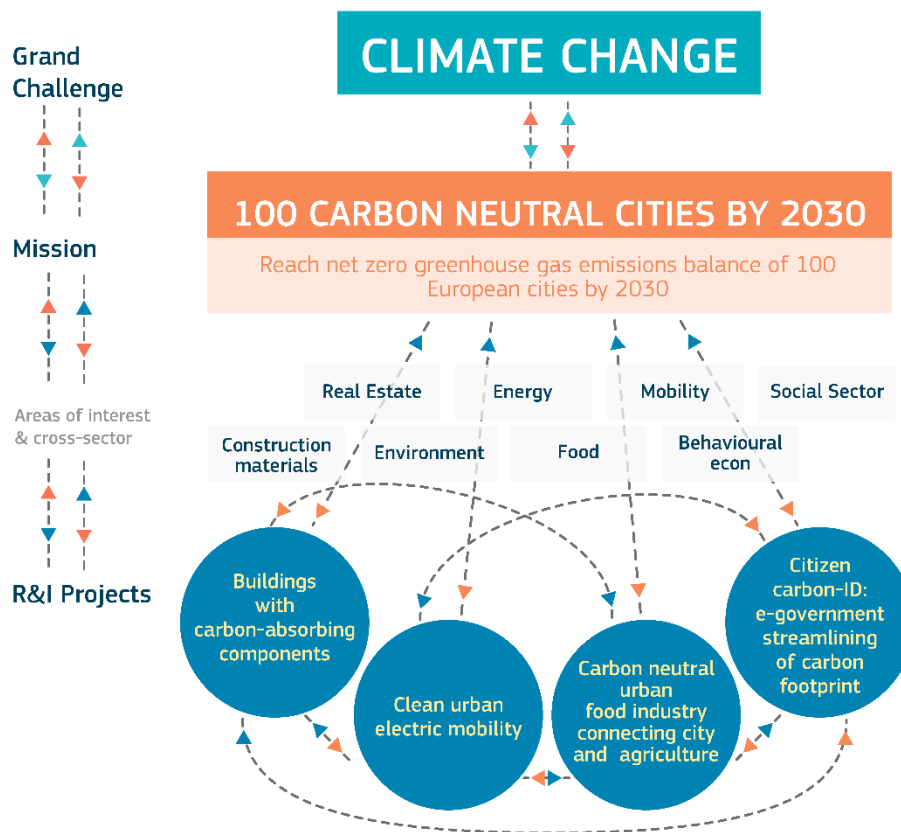 CLIMATE CHANGE
Grand
Challenge
100 CARBON NEUTRAL CITIES BY 2030
Reach net zero greenhouse gas emissions balance of 100
European cities by 2030
Mission
Areas of interest
& cross-sector
Real Estate
Energy
Mobility
Social Sector
Construction
materials
Environment
Food
Behavioural
econ
R&I Projects
Buildings
with
carbon-absorbing
components
Clean urban
electric mobility
Carbon neutral
urban
food industry
connecting city
and agriculture
Citizen
carbon-ID:
e-government
streamlining
of carbon
footprint